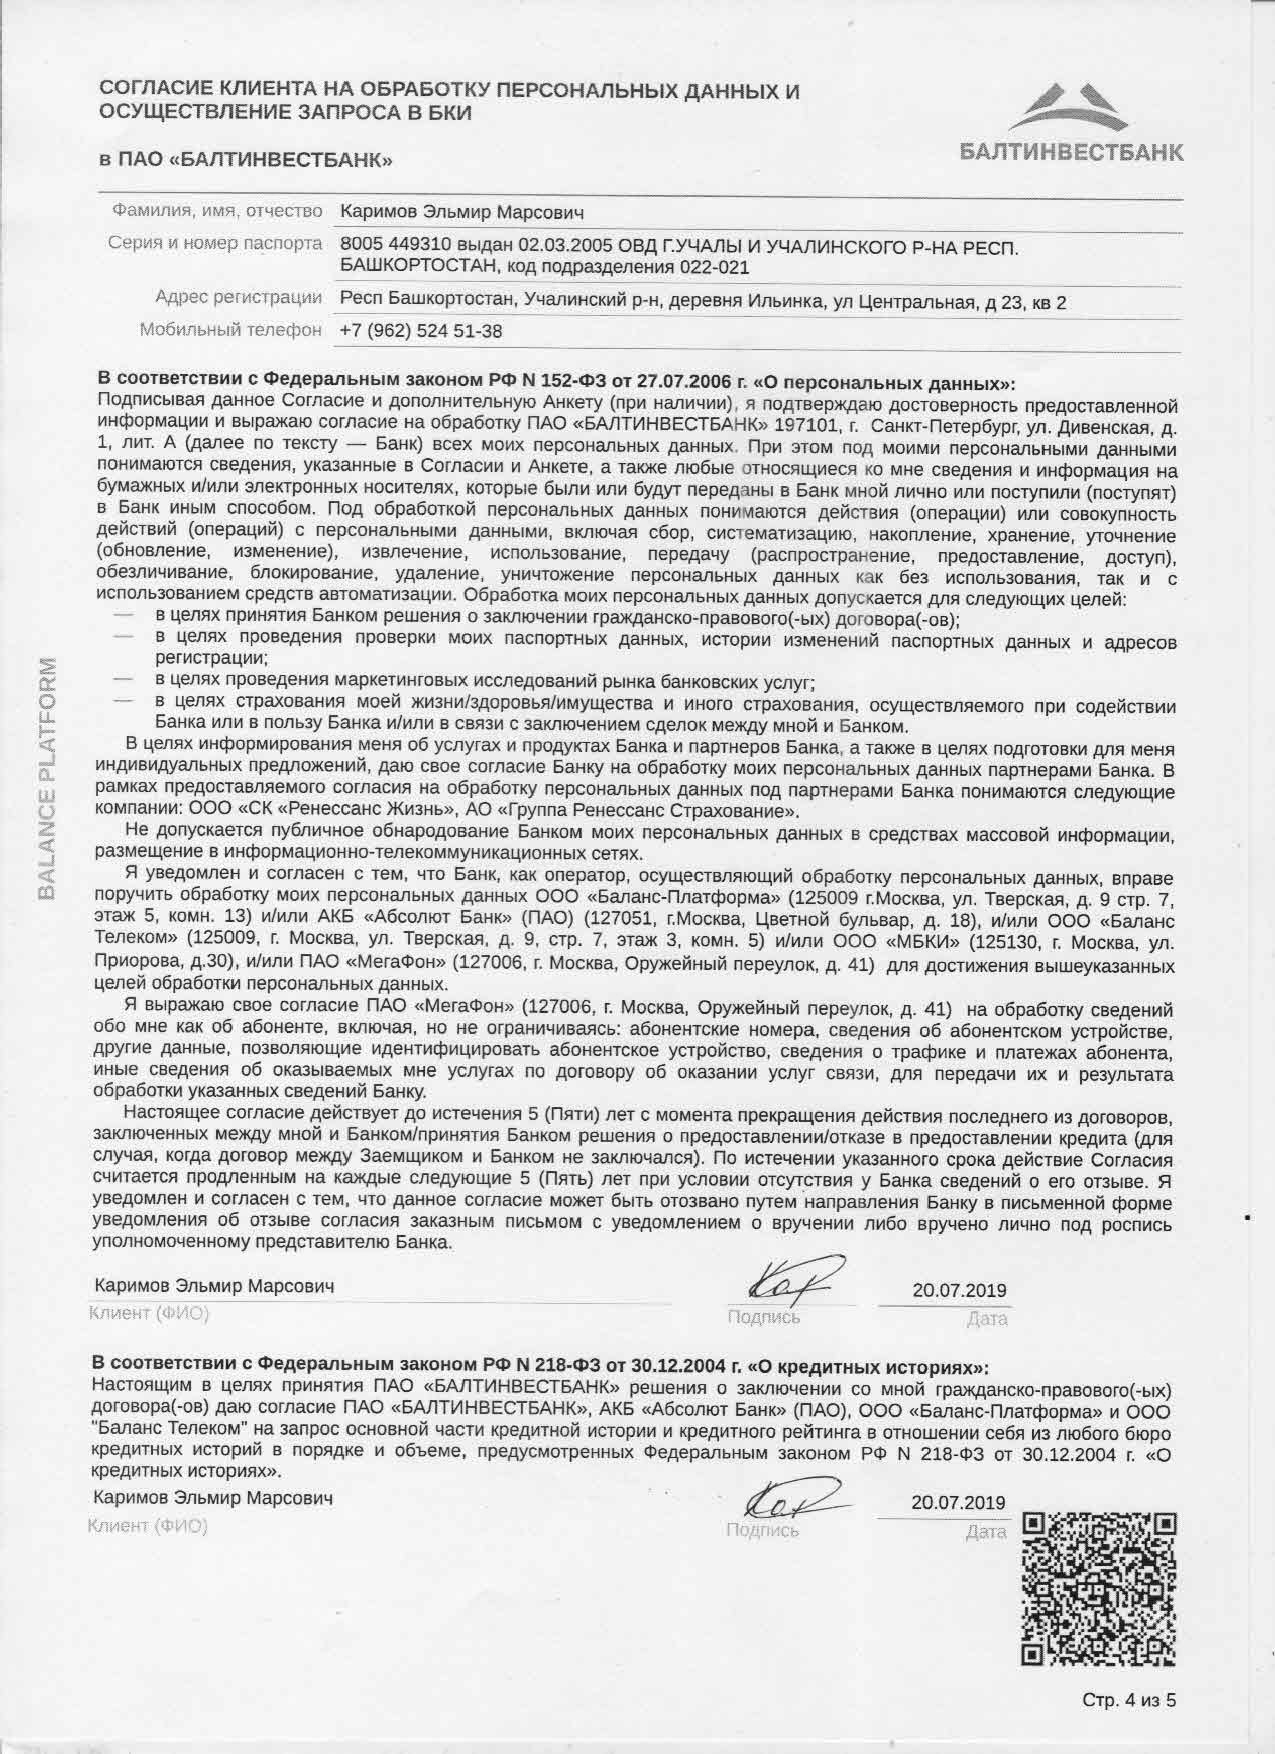 СОГЛАСИЕ КЛИЕНТА НА ОБРАБОТКУ ПЕРСОНАЛЬНЫХ ДАННЫХ И
ОСУЩЕСТВЛЕНИЕ ЗАПРОСА В БКИ
в ПАО «БАЛТИНВЕСТБАНК»
БАЛТИНВЕСТБАНК
Фамилия, имя, отчество Каримов Эльмир Марсович
Серия и номер паспорта 8005 449310 выдан 02.03.2005 ОВД Г.УЧАЛЫ И УЧАЛИНСКОГО Р-НА РЕСП.
БАШКОРТОСТАН, код подразделения 022-021
Адрес регистрации Респ Башкортостан, Учалинский р-н, деревня Ильинка, ул Центральная, д 23, кв 2
Мобильный телефон +7 (962) 524 51-38
В соответствии с Федеральным законом РФ N 152-ФЗ от 27.07.2006 г. «О персональных данных»:
Подписывая данное Согласие и дополнительную Анкету (при наличии), я подтверждаю достоверность предоставленной
информации и выражаю согласие на обработку ПАО «БАЛТИНВЕСТБАНК» 197101, г. Санкт-Петербург, ул. Дивенская, д.
1, лит. А (далее по тексту — Банк) всех моих персональных данных. При этом под моими персональными данными
понимаются сведения, указанные в Согласии и Анкете, а также любые относящиеся ко мне сведения и информация на
бумажных и/или электронных носителях, которые были или будут переданы в Банк мной лично или поступили (поступят)
в Банк иным способом. Под обработкой персональных данных понимаются действия (операции) или совокупность
действий (операций) с персональными данными, включая сбор, систематизацию, накопление, хранение, уточнение
(обновление, изменение), извлечение, использование, передачу (распространение, предоставление, доступ),
обезличивание, блокирование, удаление, уничтожение персональных данных как без использования, так и с
использованием средств автоматизации. Обработка моих персональных данных допускается для следующих целей:
— в целях принятия Банком решения о заключении гражданско-правового(-ых) договора(-ов);
— в целях проведения проверки моих паспортных данных, истории изменений паспортных данных и адресов
регистрации;
— в целях проведения маркетинговых исследований рынка банковских услуг;
— в целях страхования моей жизни/здоровья/имущества и иного страхования, осуществляемого при содействии
Банка или в пользу Банка и/или в связи с заключением сделок между мной и Банком.
В целях информирования меня об услугах и продуктах Банка и партнеров Банка, а также в целях подготовки для меня
индивидуальных предложений, даю свое согласие Банку на обработку моих персональных данных партнерами Банка. В
рамках предоставляемого согласия на обработку персональных данных под партнерами Банка понимаются следующие
компании: ООО «СК «Ренессанс Жизнь», АО «Группа Ренессанс Страхование».
Не допускается публичное обнародование Банком моих персональных данных в средствах массовой информации,
размещение в информационно-телекоммуникационных сетях.
Я уведомлен и согласен с тем, что Банк, как оператор, осуществляющий обработку персональных данных, вправе
поручить обработку моих персональных данных ООО «Баланс-Платформа» (125009 г.Москва, ул. Тверская, д. 9 стр. 7,
этаж 5, комн. 13) и/или АКБ «Абсолют Банк» (ПАО) (127051, г.Москва, Цветной бульвар, д. 18), и/или ООО «Баланс
Телеком» (125009, г. Москва, ул. Тверская, д. 9, стр. 7, этаж 3, комн. 5) и/или ООО «МБКИ» (125130, г. Москва, ул.
Приорова, д.30), и/или ПАО «МегаФон» (127006, г. Москва, Оружейный переулок, д. 41) для достижения вышеуказанных
целей обработки персональных данных.
Я выражаю свое согласие ПАО «МегаФон» (127006, г. Москва, Оружейный переулок, д. 41) на обработку сведений
обо мне как об абоненте, включая, но не ограничиваясь: абонентские номера, сведения об абонентском устройстве,
другие данные, позволяющие идентифицировать абонентское устройство, сведения о трафике и платежах абонента,
иные сведения об оказываемых мне услугах по договору об оказании услуг связи, для передачи их и результата
обработки указанных сведений Банку.
Настоящее согласие действует до истечения 5 (Пяти) лет с момента прекращения действия последнего из договоров,
заключенных между мной и Банком/принятия Банком решения о предоставлении/отказе в предоставлении кредита (для
случая, когда договор между Заемщиком и Банком не заключался). По истечении указанного срока действие Согласия
считается продленным на каждые следующие 5 (Пять) лет при условии отсутствия у Банка сведений о его отзыве. Я
уведомлен и согласен с тем, что данное согласие может быть отозвано путем направления Банку в письменной форме
уведомления об отзыве согласия заказным письмом с уведомлением о вручении либо вручено лично под роспись
уполномоченному представителю Банка.
Каримов Эльмир Марсович Кар 20.07.2019
Клиент (ФИО) Подпись Дата
В соответствии с Федеральным законом РФ N 218-ФЗ от 30.12.2004 г. «О кредитных историях»:
Настоящим в целях принятия ПАО «БАЛТИНВЕСТБАНК» решения о заключении со мной гражданско-правового(-ых)
договора(-ов) даю согласие ПАО «БАЛТИНВЕСТБАНК», АКБ «Абсолют Банк» (ПАО), ООО «Баланс-Платформа» и ООО
"Баланс Телеком" на запрос основной части кредитной истории и кредитного рейтинга в отношении себя из любого бюро
кредитных историй в порядке и объеме, предусмотренных Федеральным законом РФ N 218-ФЗ от 30.12.2004 г. «О
кредитных историях».
Каримов Эльмир Марсович Кар 20.07.2019
Клиент (ФИО) Подпись Дата
BALANCE PLATFORM
Стр. 4 из 5